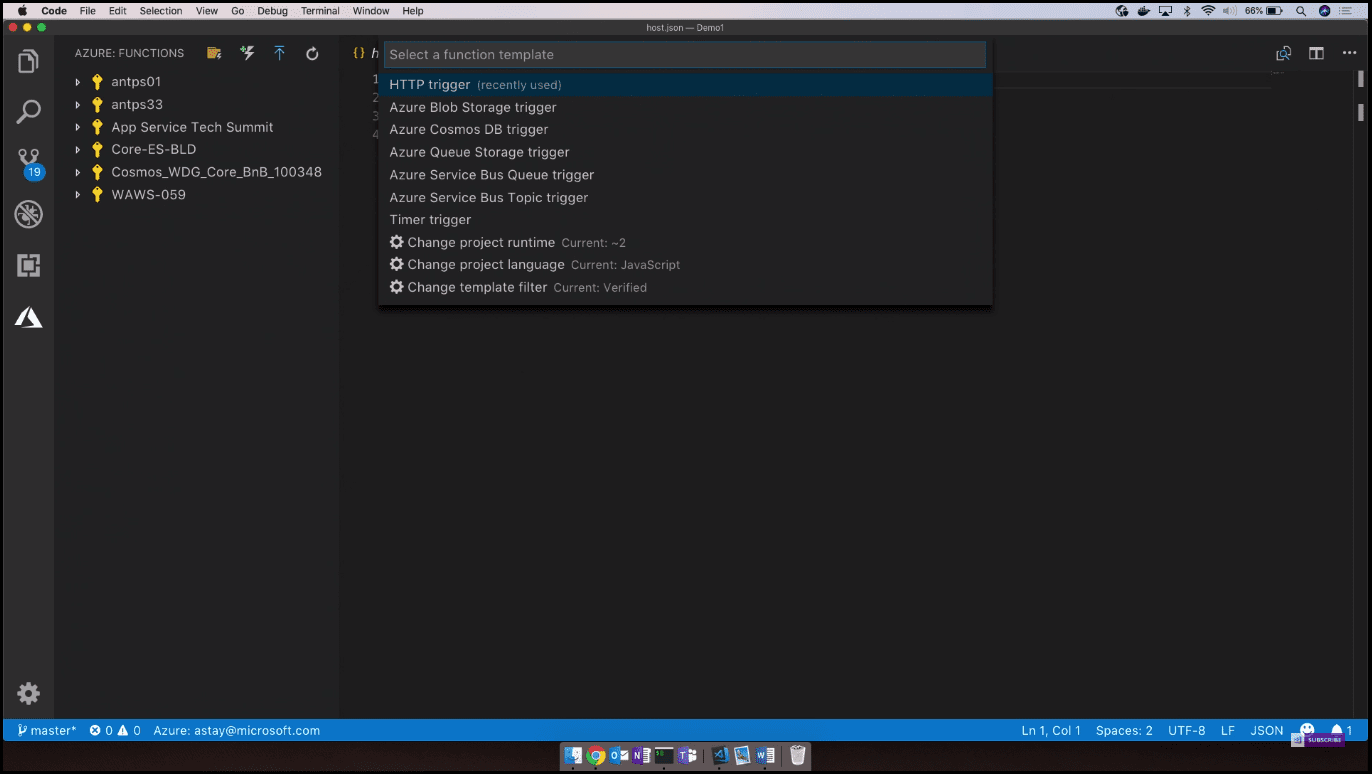 Code File Edit Selection View Go Debug Terminal Window Help
66%
host.json — Demo1
AZURE: FUNCTIONS
{ } h
Select a function template
1
2
3
4
HTTP trigger (recently used)
Azure Blob Storage trigger
Azure Cosmos DB trigger
Azure Queue Storage trigger
Azure Service Bus Queue trigger
Azure Service Bus Topic trigger
Timer trigger
Change project runtime Current: ~2
Change project language Current: JavaScript
Change template filter Current: Verified
antps01
antps33
App Service Tech Summit
Core-ES-BLD
Cosmos_WDG_Core_BnB_100348
WAWS-059
19
master* 0 0 Azure: astay@microsoft.com
Ln 1, Col 1 Spaces: 2 UTF-8 LF JSON 1
SUBSCRIBE